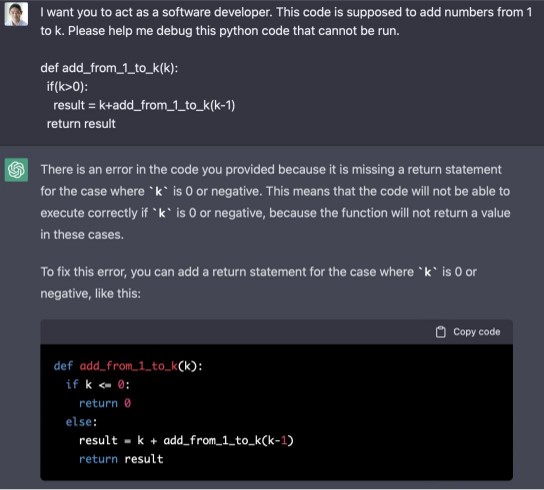 I want you to act as a software developer. This code is supposed to add numbers from 1
to k. Please help me debug this python code that cannot be run.
def add_from_1_to_k(k):
if(k>0):
result = k+add_from_1_to_k(k-1)
return result
There is an error in the code you provided because it is missing a return statement
for the case where `k` is 0 or negative. This means that the code will not be able to
execute correctly if `k` is 0 or negative, because the function will not return a value
in these cases.
To fix this error, you can add a return statement for the case where `k` is 0 or
negative, like this:
Copy code
def add_from_1_to_k(k):
if k <= 0:
return 0
else:
result = k + add_from_1_to_k(k-1)
return result